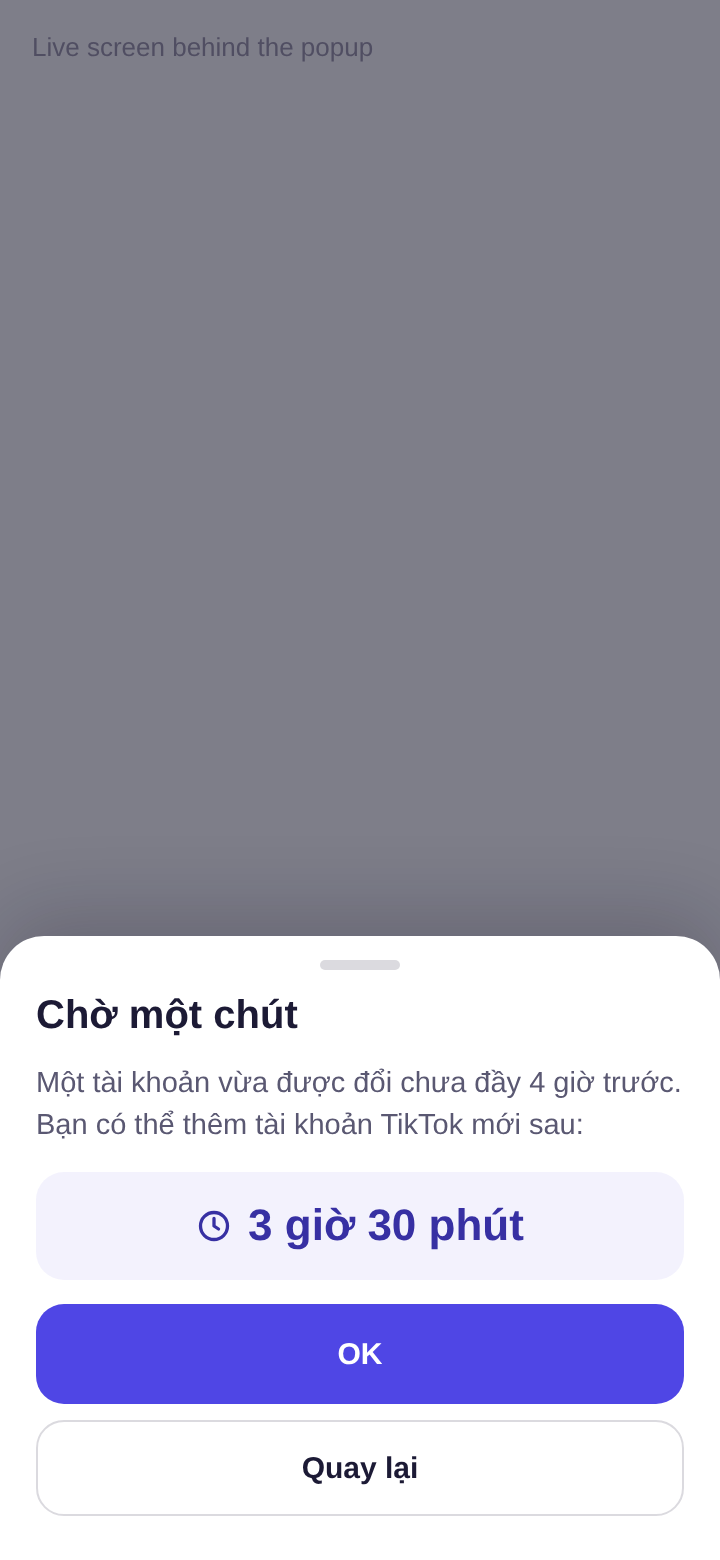 Live screen behind the popup
Chờ một chút
Một tài khoản vừa được đổi chưa đầy 4 giờ trước.
Bạn có thể thêm tài khoản TikTok mới sau:
3 giờ 30 phút
OK
Quay lại